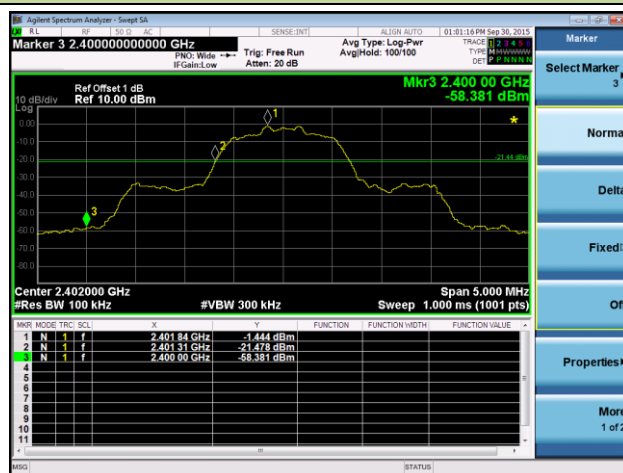 Agilent Spectrum Analyzer - Swept SA
RL RF 50 Ω AC SENSE:INT ALIGN AUTO 01:01:16 PM Sep 30, 2015
Marker 3 2.400000000000 GHz
PNO: Wide Trig: Free Run Avg Type: Log-Pwr TRACE 1 2 3 4 5 6
IFGain:Low Atten: 20 dB Avg|Hold: 100/100 TYPE MWWWWW
DET P P N N N N
Marker
Select Marker
3
Ref Offset 1 dB
10 dB/div Ref 10.00 dBm
Mkr3 2.400 00 GHz
-58.381 dBm
Log
0.00
-10.0
-20.0
-30.0
-40.0
-50.0
-60.0
-70.0
-80.0
1
2
3
-21.44 dBm
Center 2.402000 GHz Span 5.000 MHz
#Res BW 100 kHz #VBW 300 kHz Sweep 1.000 ms (1001 pts)
MKR MODE TRC SCL X Y FUNCTION FUNCTION WIDTH FUNCTION VALUE
1 N 1 f 2.401 84 GHz -1.444 dBm
2 N 1 f 2.401 31 GHz -21.478 dBm
3 N 1 f 2.400 00 GHz -58.381 dBm
4
5
6
7
8
9
10
11
Norma
Delta
Fixed
Of
Properties
More
1 of 2
MSG STATUS